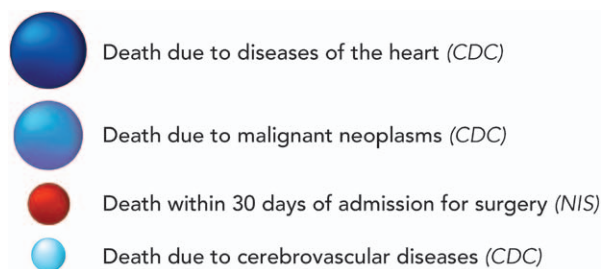 Death due to diseases of the heart (CDC)
Death due to malignant neoplasms (CDC)
Death within 30 days of admission for surgery (NIS)
Death due to cerebrovascular diseases (CDC)